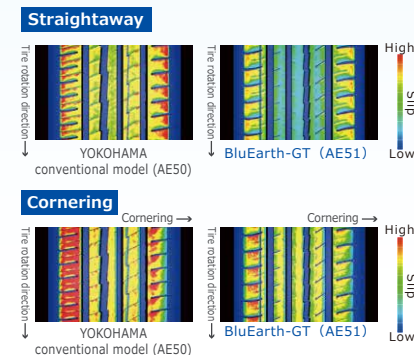 Straightaway
Tire rotation direction →
Tire rotation direction →
High
Slip
Low
YOKOHAMA
conventional model (AE50)
BluEarth-GT（AE51）
Cornering
Cornering →
Cornering →
Tire rotation direction →
Tire rotation direction →
High
Slip
Low
YOKOHAMA
conventional model (AE50)
BluEarth-GT（AE51）